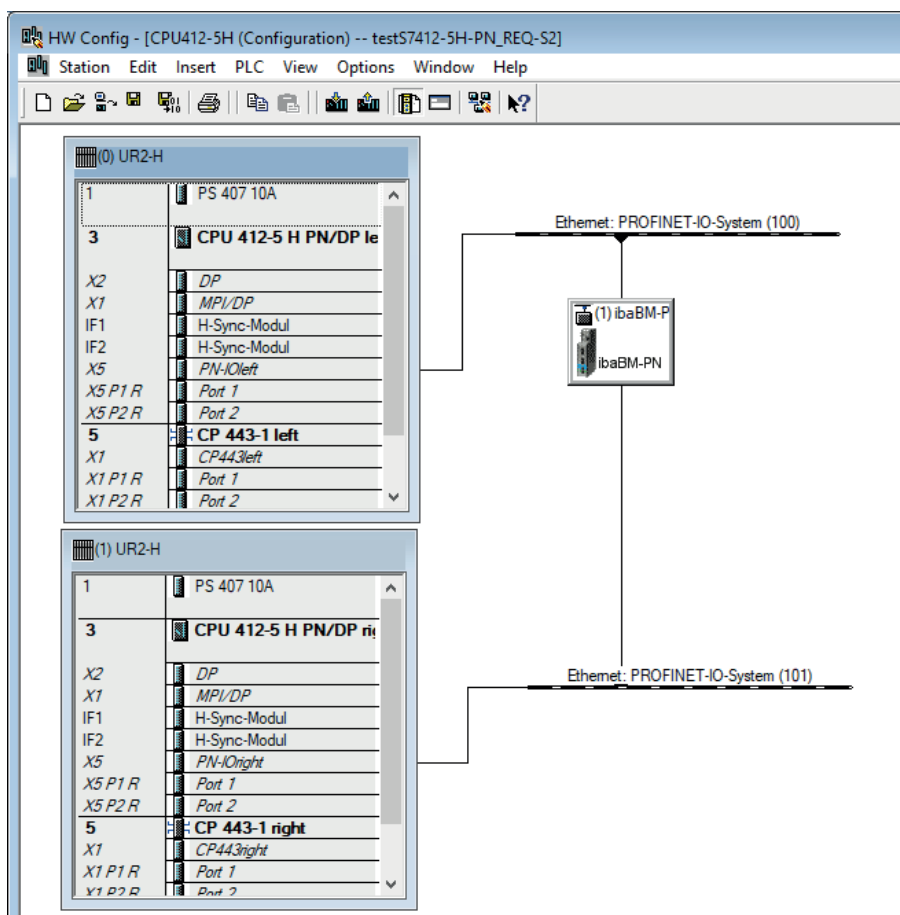 HW Config - [CPU412-5H (Configuration) -- testS7412-5H-PN_REQ-S2]
Station Edit Insert PLC View Options Window Help
(0) UR2-H
1 PS 407 10A
3 CPU 412-5 H PN/DP le
X2 DP
X1 MPI/DP
IF1 H-Sync-Modul
IF2 H-Sync-Modul
X5 PN-IOleft
X5 P1 R Port 1
X5 P2 R Port 2
5 CP 443-1 left
X1 CP443left
X1 P1 R Port 1
X1 P2 R Port 2
Ethernet: PROFINET-IO-System (100)
(1) ibaBM-P
ibaBM-PN
(1) UR2-H
1 PS 407 10A
3 CPU 412-5 H PN/DP ri
X2 DP
X1 MPI/DP
IF1 H-Sync-Modul
IF2 H-Sync-Modul
X5 PN-IOright
X5 P1 R Port 1
X5 P2 R Port 2
5 CP 443-1 right
X1 CP443right
X1 P1 R Port 1
X1 P2 R Port 2
Ethernet: PROFINET-IO-System (101)